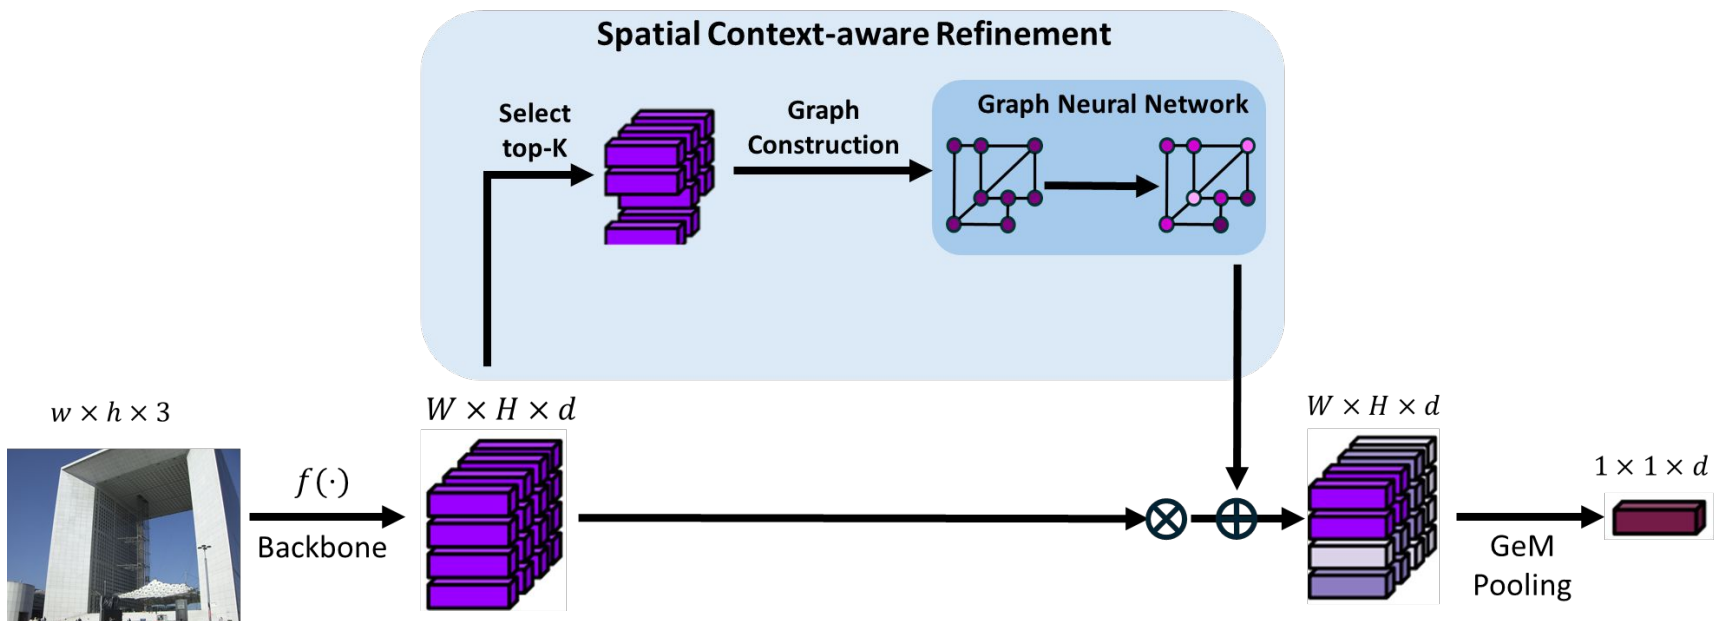 Spatial Context-aware Refinement
Select
top-K
Graph
Construction
Graph Neural Network
w × h × 3
W × H × d
f(·)
Backbone
W × H × d
1 × 1 × d
GeM
Pooling